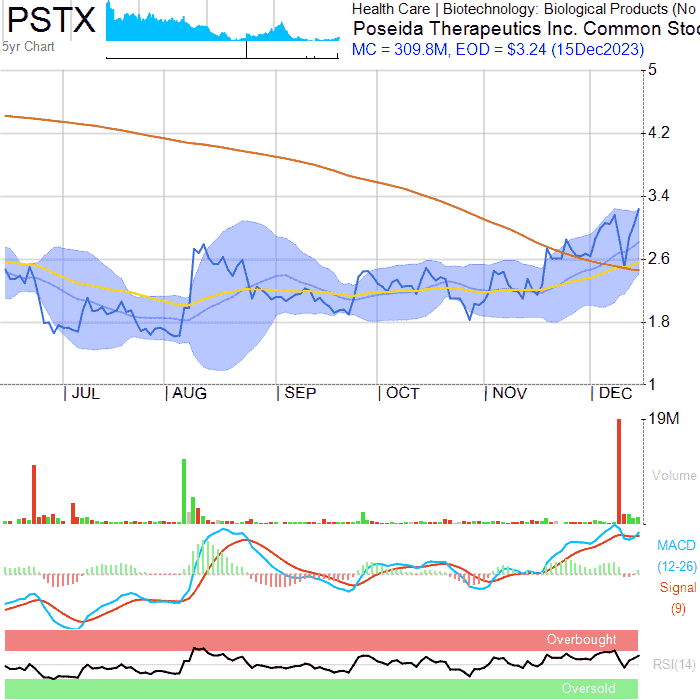 PSTX
5yr Chart
Health Care | Biotechnology: Biological Products (No
Poseida Therapeutics Inc. Common Stoc
MC = 309.8M, EOD = $3.24 (15Dec2023)
5
4.2
3.4
2.6
1.8
1
JUL AUG SEP OCT NOV DEC
19M
Volume
MACD
(12-26)
Signal
(9)
Overbought
RSI(14)
Oversold